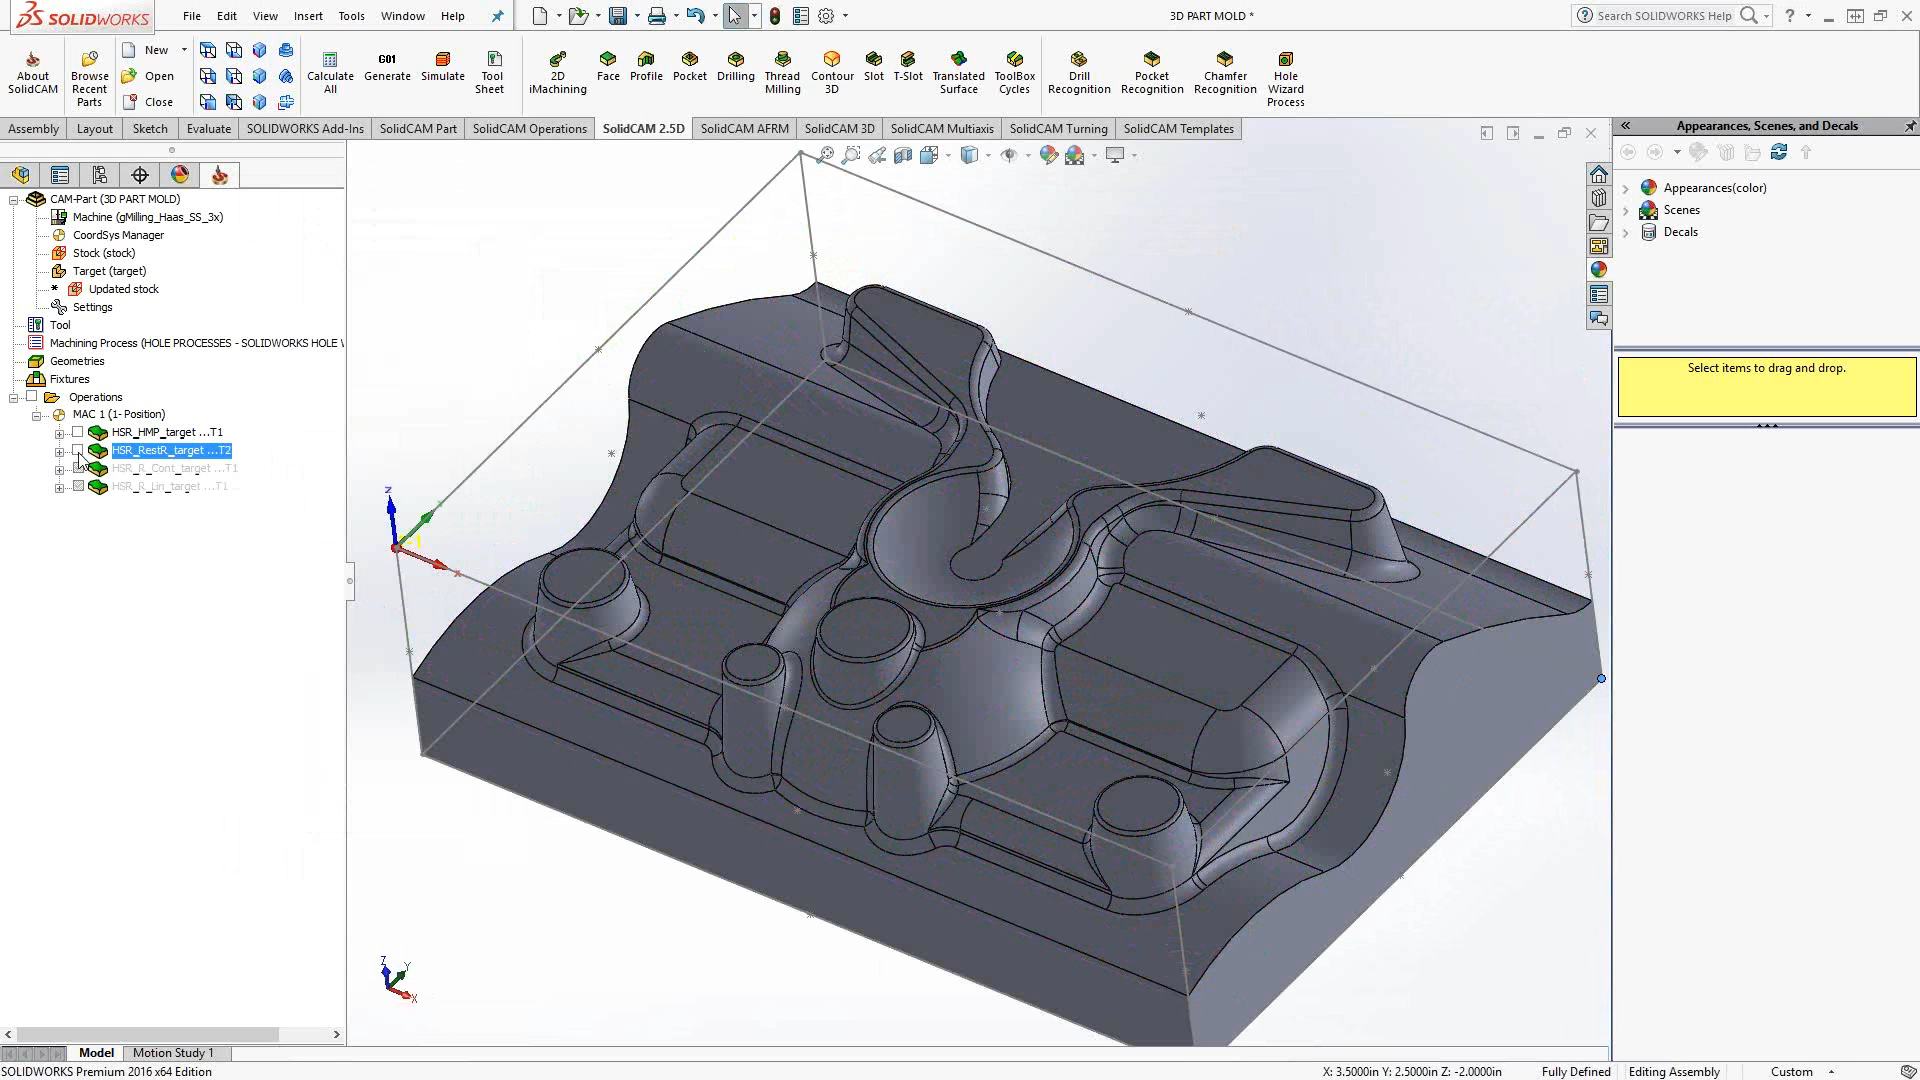 SOLIDWORKS File Edit View Insert Tools Window Help 3D PART MOLD * Search SOLIDWORKS Help ?
About SolidCAM
Browse Recent Parts
New
Open
Close
Calculate All
G01 Generate
Simulate
Tool Sheet
2D iMachining
Face
Profile
Pocket
Drilling
Thread Milling
Contour 3D
Slot
T-Slot
Translated Surface
ToolBox Cycles
Drill Recognition
Pocket Recognition
Chamfer Recognition
Hole Wizard Process
Assembly Layout Sketch Evaluate SOLIDWORKS Add-Ins SolidCAM Part SolidCAM Operations SolidCAM 2.5D SolidCAM AFRM SolidCAM 3D SolidCAM Multiaxis SolidCAM Turning SolidCAM Templates
Appearances, Scenes, and Decals
CAM-Part (3D PART MOLD)
Machine (gMilling_Haas_SS_3x)
CoordSys Manager
Stock (stock)
Target (target)
* Updated stock
Settings
Tool
Machining Process (HOLE PROCESSES - SOLIDWORKS HOLE
Geometries
Fixtures
Operations
MAC 1 (1- Position)
HSR_HMP_target ...T1
HSR_RestR_target ...T2
HSR_R_Cont_target ...T1
HSR_R_Lin_target ...T1
Appearances(color)
Scenes
Decals
Select items to drag and drop.
Z
X
Z
Y
X
Model Motion Study 1
SOLIDWORKS Premium 2016 x64 Edition X: 3.5000in Y: 2.5000in Z: -2.0000in Fully Defined Editing Assembly Custom